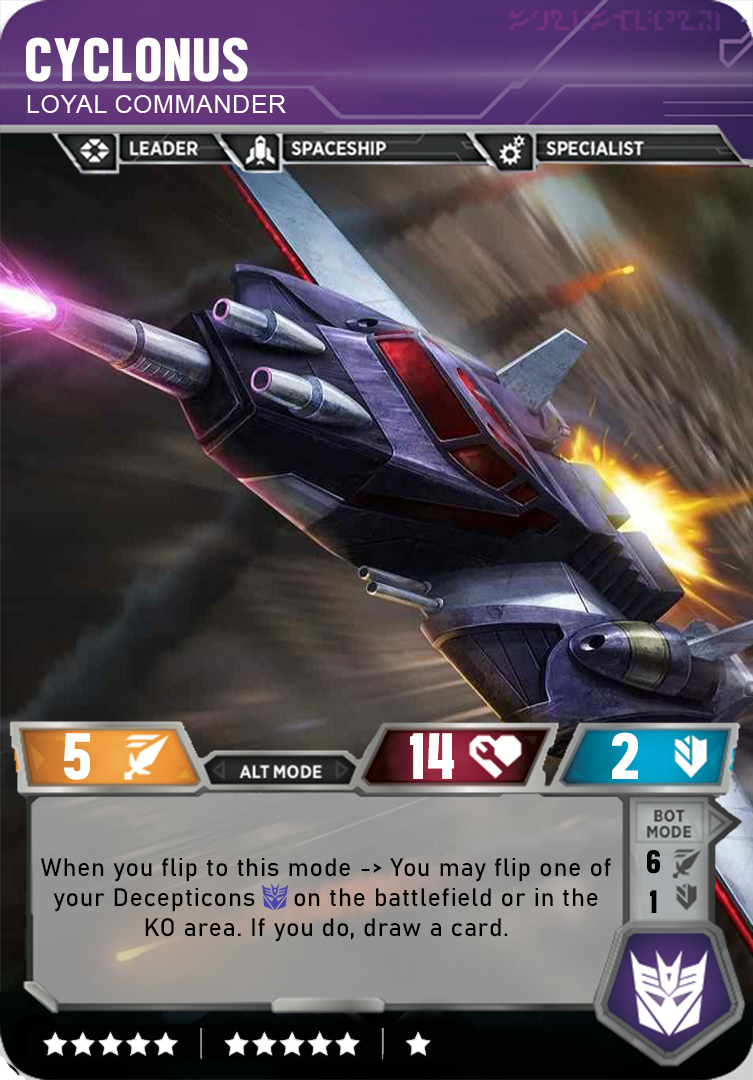 CYCLONUS
LOYAL COMMANDER
LEADER SPACESHIP SPECIALIST
5 ALT MODE 14 2
BOT
MODE
6
1
When you flip to this mode -> You may flip one of
your Decepticons on the battlefield or in the
KO area. If you do, draw a card.